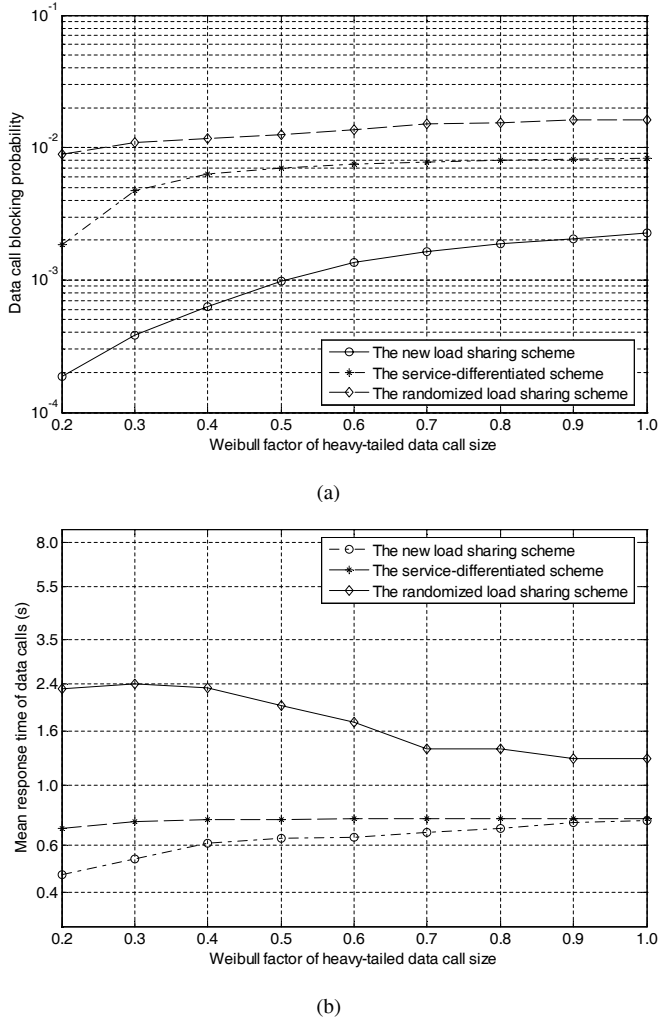 10^-1
10^-2
10^-3
10^-4
Data call blocking probability
The new load sharing scheme
The service-differentiated scheme
The randomized load sharing scheme
0.2 0.3 0.4 0.5 0.6 0.7 0.8 0.9 1.0
Weibull factor of heavy-tailed data call size
(a)
8.0
5.5
3.5
2.4
1.6
1.0
0.6
0.4
Mean response time of data calls (s)
The new load sharing scheme
The service-differentiated scheme
The randomized load sharing scheme
0.2 0.3 0.4 0.5 0.6 0.7 0.8 0.9 1.0
Weibull factor of heavy-tailed data call size
(b)